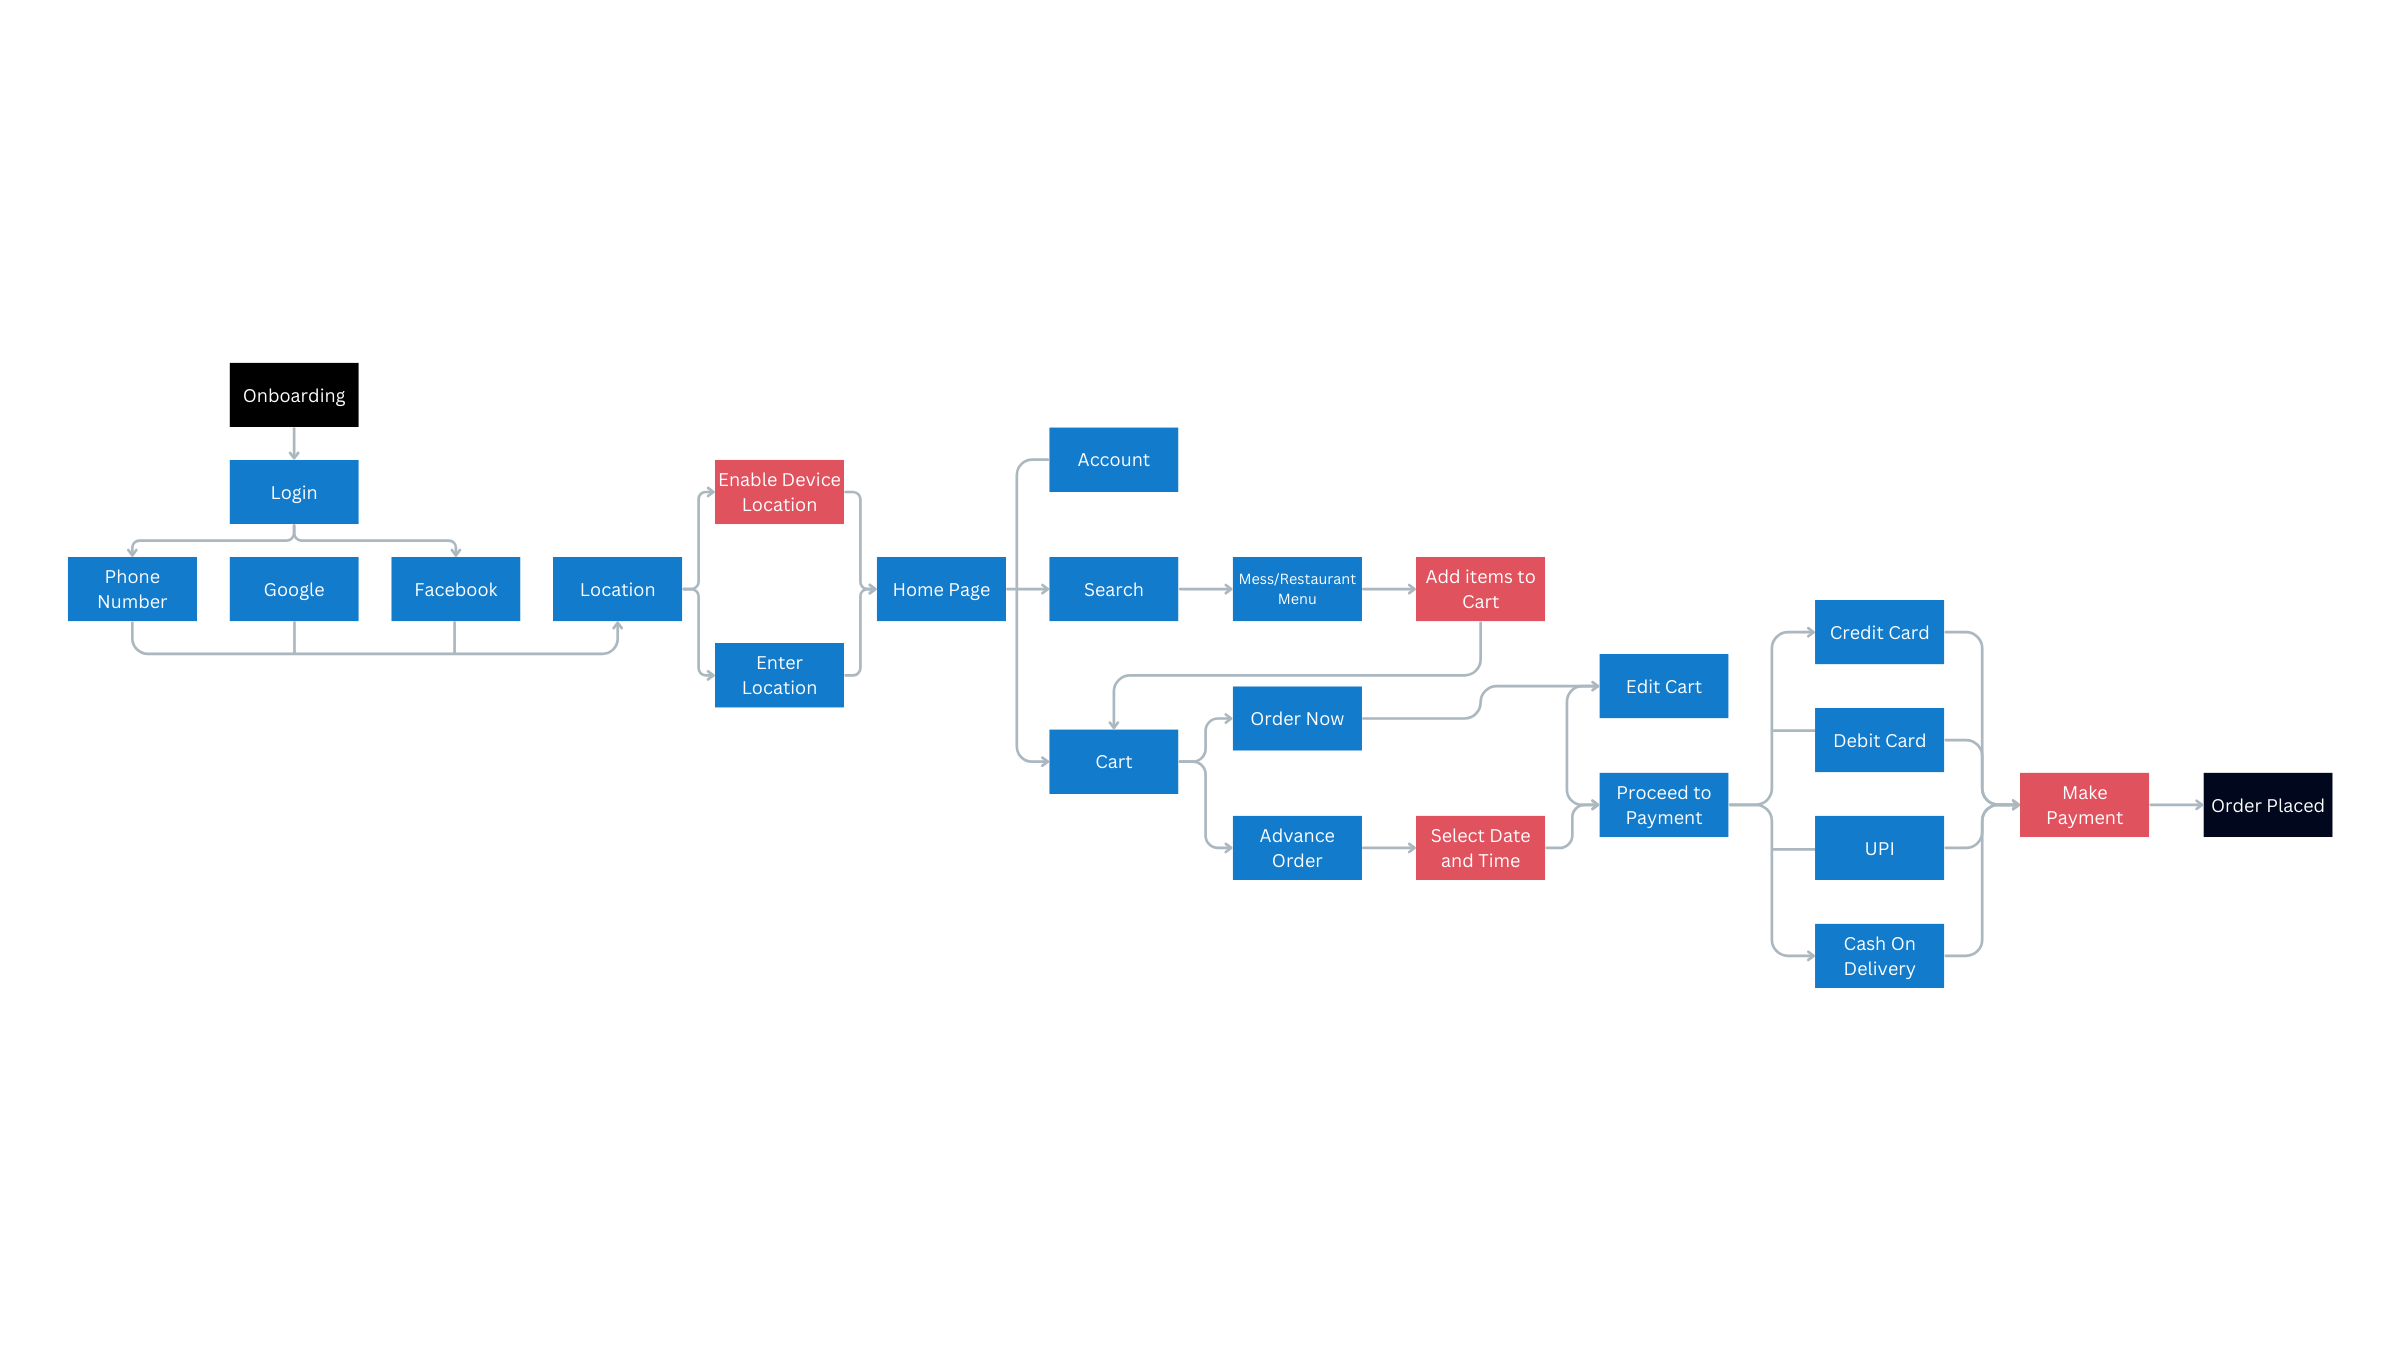 Onboarding
Login
Phone
Number
Google
Facebook
Location
Enable Device
Location
Enter
Location
Home Page
Account
Search
Mess/Restaurant
Menu
Add items to
Cart
Cart
Order Now
Advance
Order
Select Date
and Time
Edit Cart
Proceed to
Payment
Credit Card
Debit Card
UPI
Cash On
Delivery
Make
Payment
Order Placed